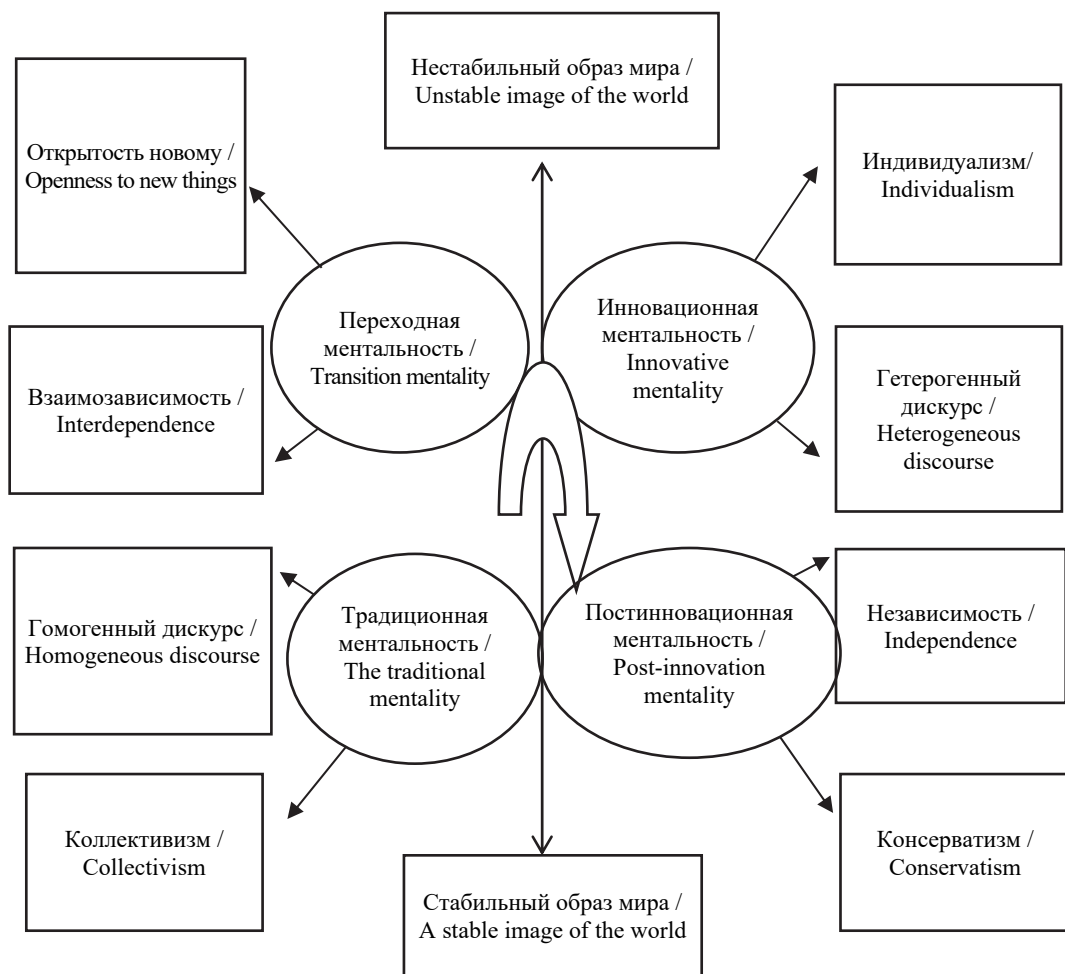 Нестабильный образ мира /
Unstable image of the world
Открытость новому /
Openness to new things
Индивидуализм/
Individualism
Переходная
ментальность /
Transition mentality
Инновационная
ментальность /
Innovative
mentality
Взаимозависимость /
Interdependence
Гетерогенный
дискурс /
Heterogeneous
discourse
Гомогенный дискурс /
Homogeneous discourse
Традиционная
ментальность /
The traditional
mentality
Постинновационная
ментальность /
Post-innovation
mentality
Независимость /
Independence
Коллективизм /
Collectivism
Консерватизм /
Conservatism
Стабильный образ мира /
A stable image of the world